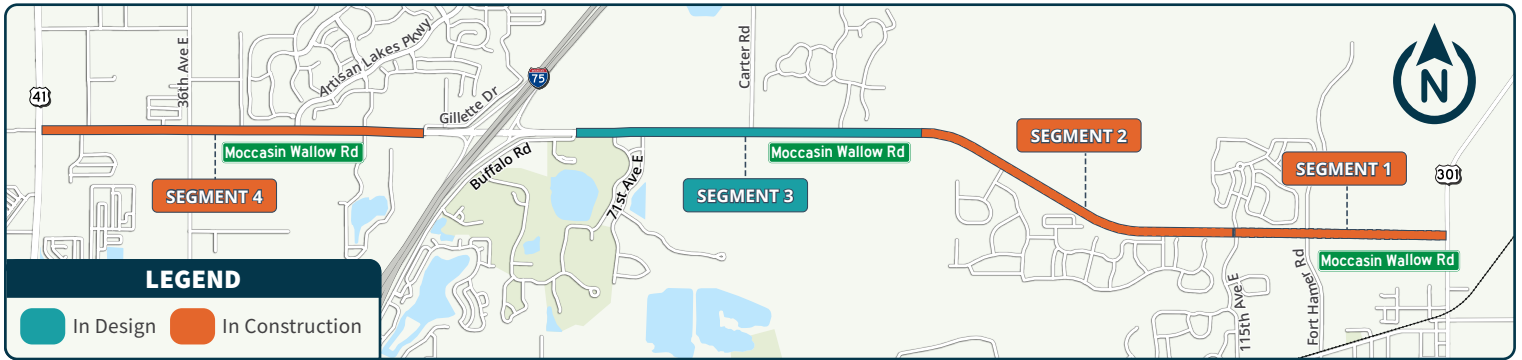 41
36th Ave E
Artisan Lakes Pkwy
Gillette Dr
75
Carter Rd
N
Moccasin Wallow Rd
SEGMENT 4
Buffalo Rd
71st Ave E
Moccasin Wallow Rd
SEGMENT 3
SEGMENT 2
SEGMENT 1
301
Moccasin Wallow Rd
115th Ave E
Fort Hamer Rd
LEGEND
In Design
In Construction